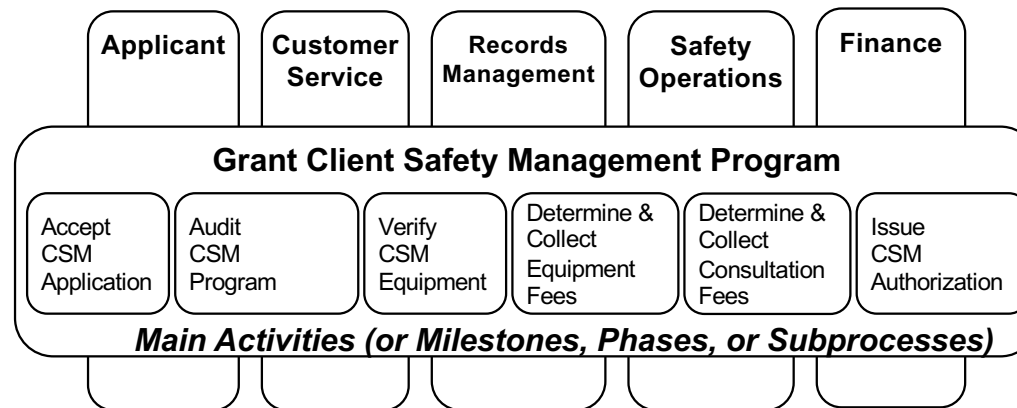 Applicant
Customer
Service
Records
Management
Safety
Operations
Finance
Grant Client Safety Management Program
Accept
CSM
Application
Audit
CSM
Program
Verify
CSM
Equipment
Determine &
Collect
Equipment
Fees
Determine &
Collect
Consultation
Fees
Issue
CSM
Authorization
Main Activities (or Milestones, Phases, or Subprocesses)